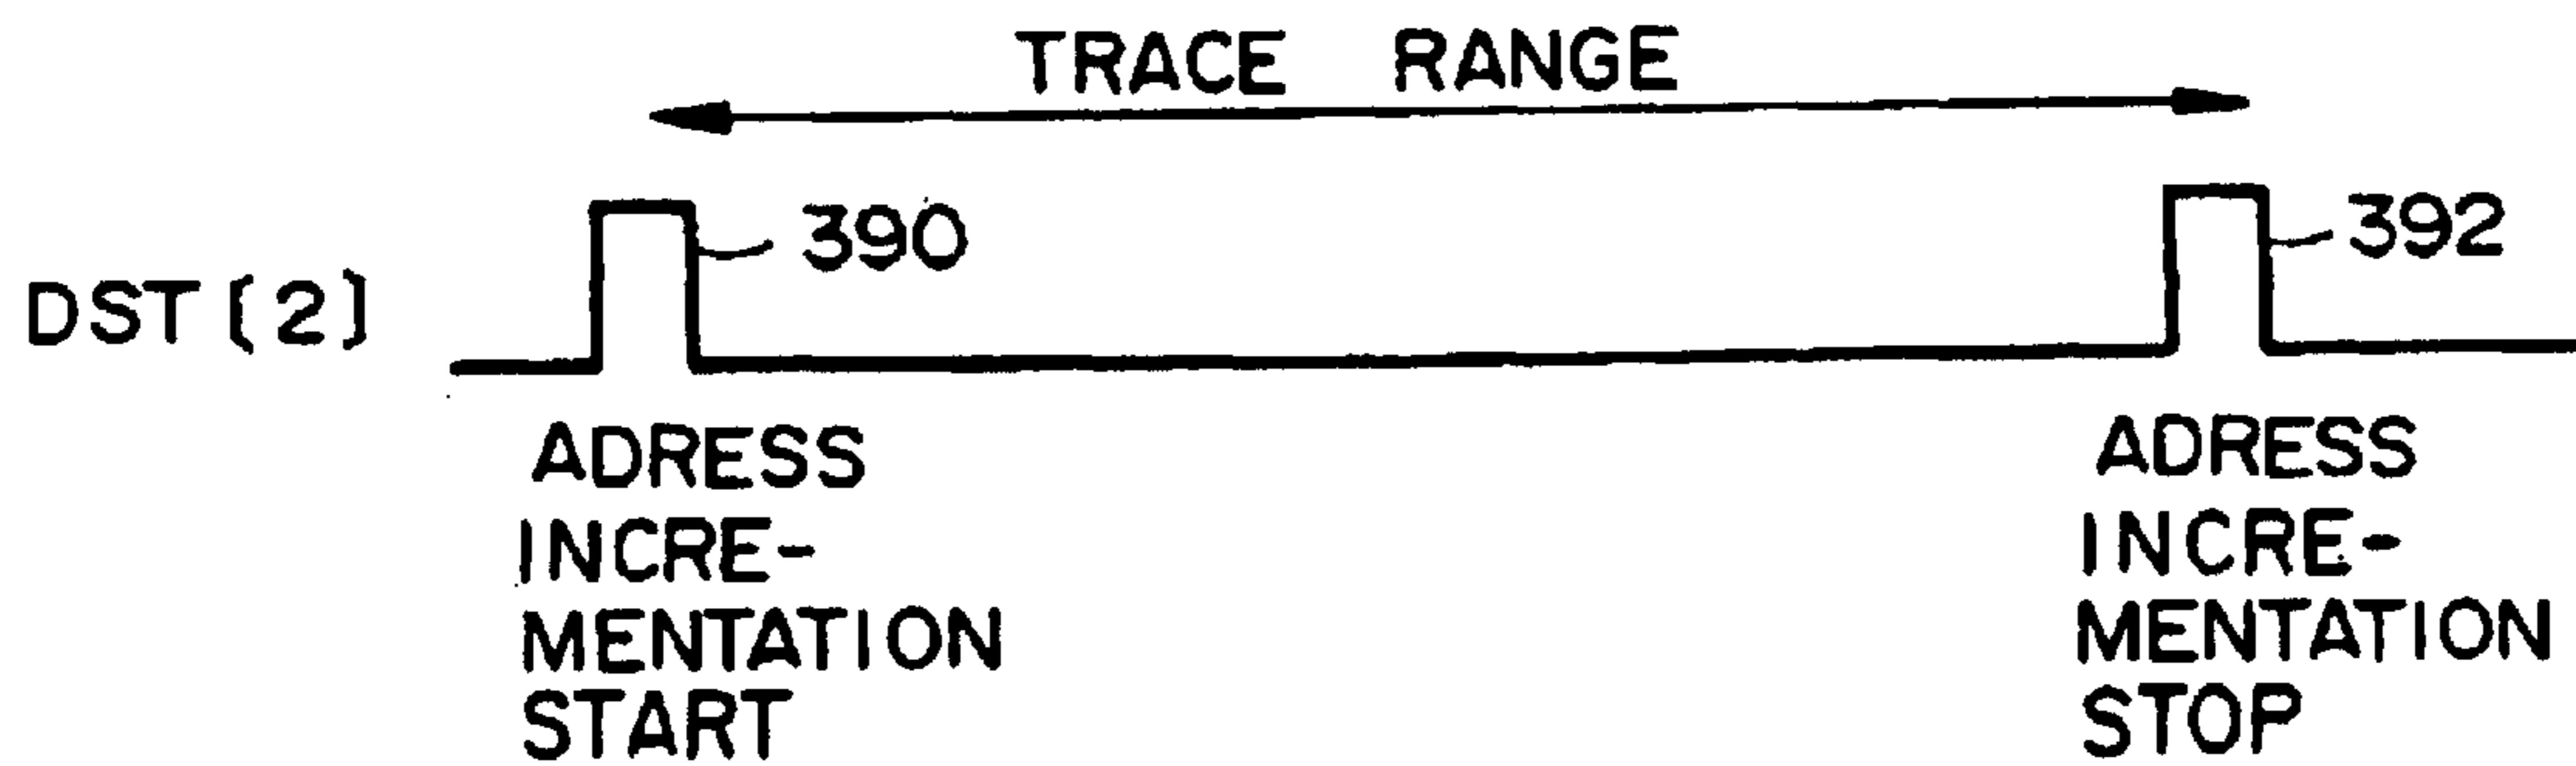 TRACE RANGE
390
392
DST [2]
ADRESS
INCRE-
MENTATION
START
ADRESS
INCRE-
MENTATION
STOP